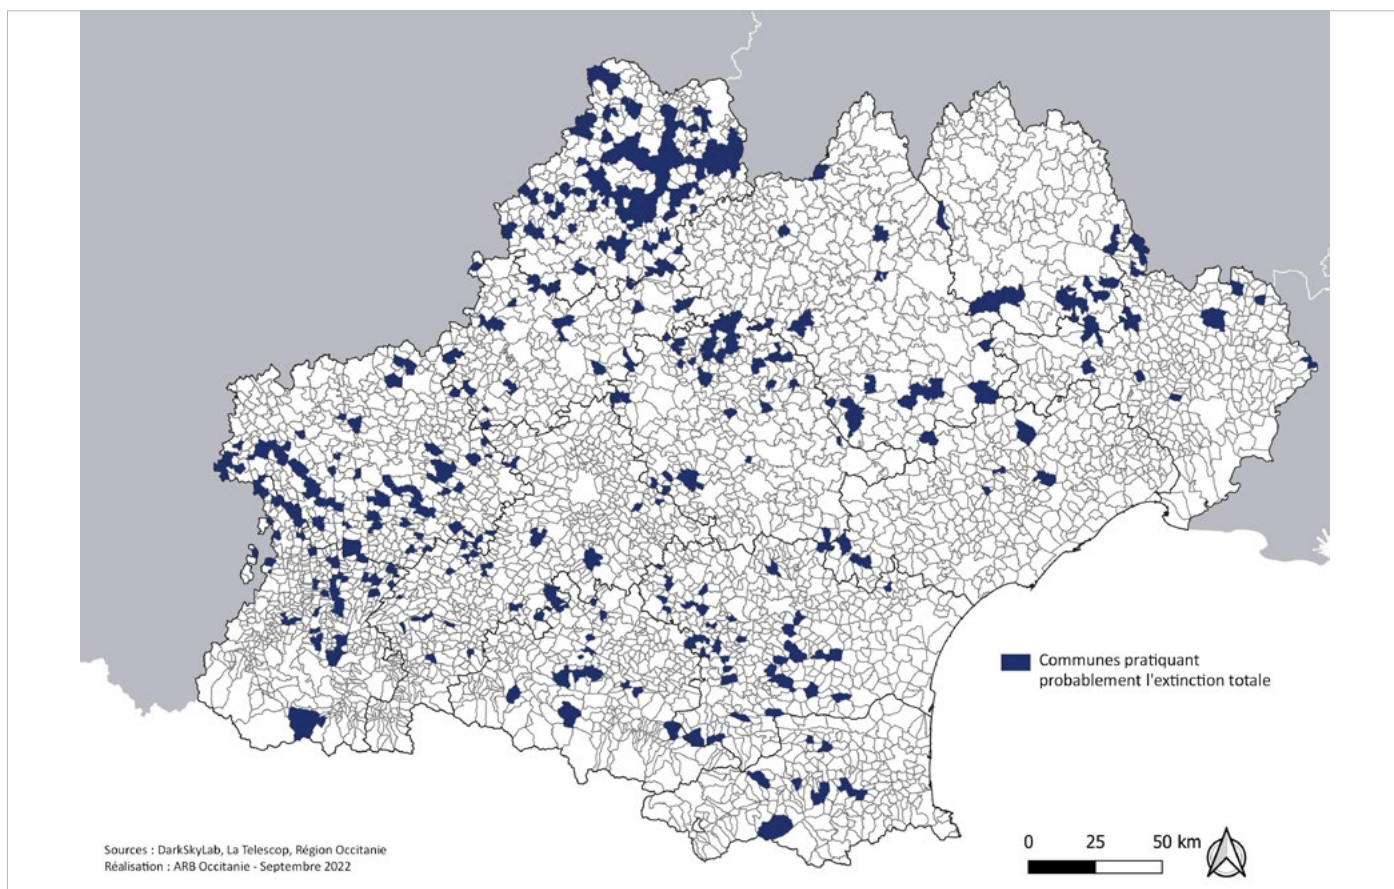 Communes pratiquant
probablement l'extinction totale
0 25 50 km
Sources : DarkSkyLab, La Telescop, Région Occitanie
Réalisation : ARB Occitanie - Septembre 2022